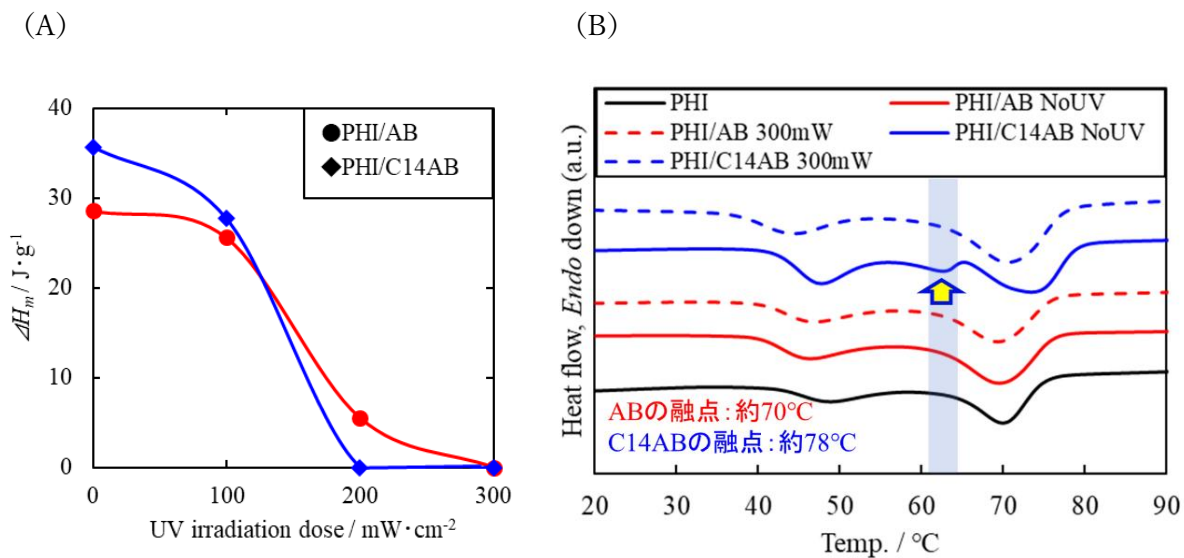 (A)
40
30
20
10
0
ΔHm / J・g-1
PHI/AB
PHI/C14AB
0 100 200 300
UV irradiation dose / mW・cm-2
(B)
PHI
PHI/AB NoUV
PHI/AB 300mW
PHI/C14AB NoUV
PHI/C14AB 300mW
Heat flow, Endo down (a.u.)
ABの融点：約70℃
C14ABの融点：約78℃
20 30 40 50 60 70 80 90
Temp. / ℃